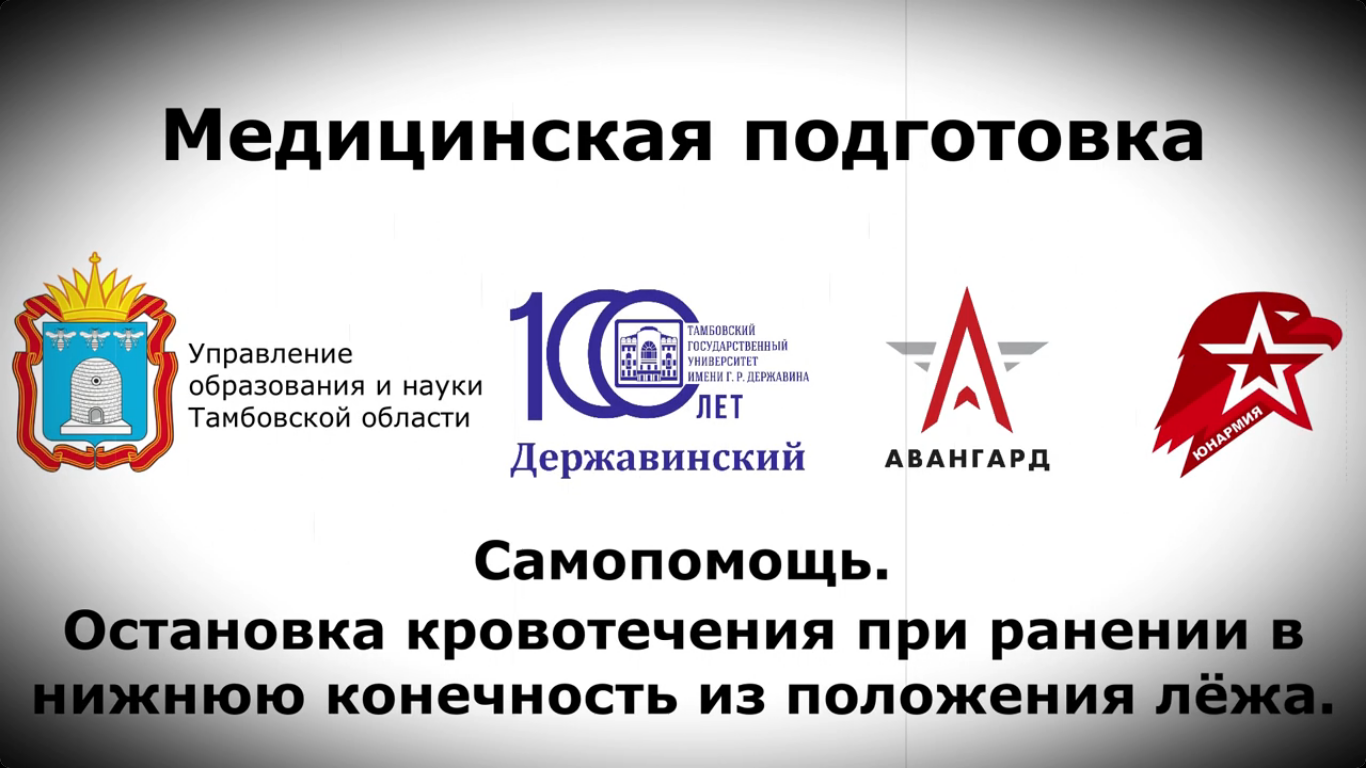 Медицинская подготовка
Управление
образования и науки
Тамбовской области
100
ТАМБОВСКИЙ
ГОСУДАРСТВЕННЫЙ
УНИВЕРСИТЕТ
ИМЕНИ Г. Р. ДЕРЖАВИНА
ЛЕТ
Державинский
АВАНГАРД
ЮНАРМИЯ
Самопомощь.
Остановка кровотечения при ранении в
нижнюю конечность из положения лёжа.